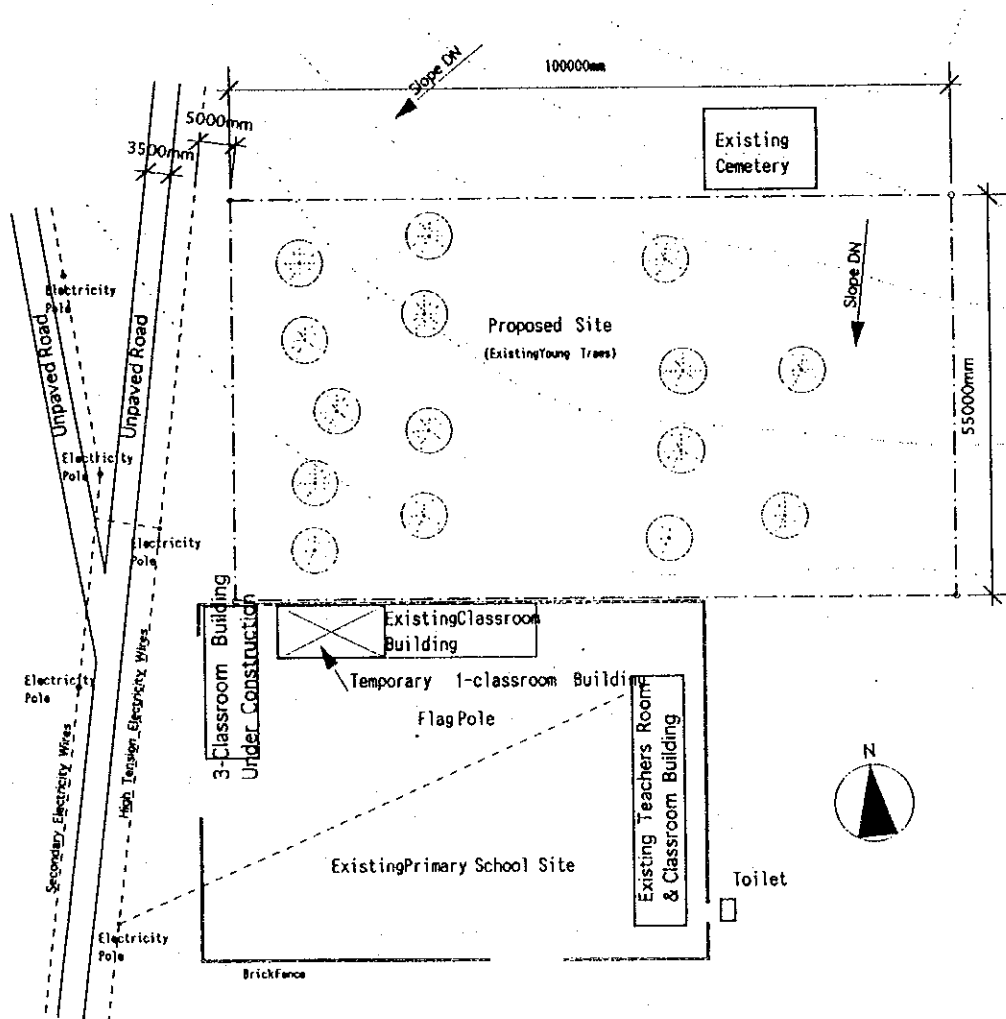 Slope DN
100000mm
5000mm
3500mm
Existing
Cemetery
Electricity
Pole
Unpaved Road
Unpaved Road
Proposed Site
(ExistingYoung Trees)
Slope DN
55000mm
Electricity
Pole
Electricity
Pole
3-Classroom Building
Under Construction
ExistingClassroom
Building
Temporary 1-classroom Building
Flag Pole
Electricity
Pole
Secondary Electricity Wires
High Tension Electricity Wires
Existing Teachers Room
& Classroom Building
N
ExistingPrimary School Site
Toilet
Electricity
Pole
BrickFence